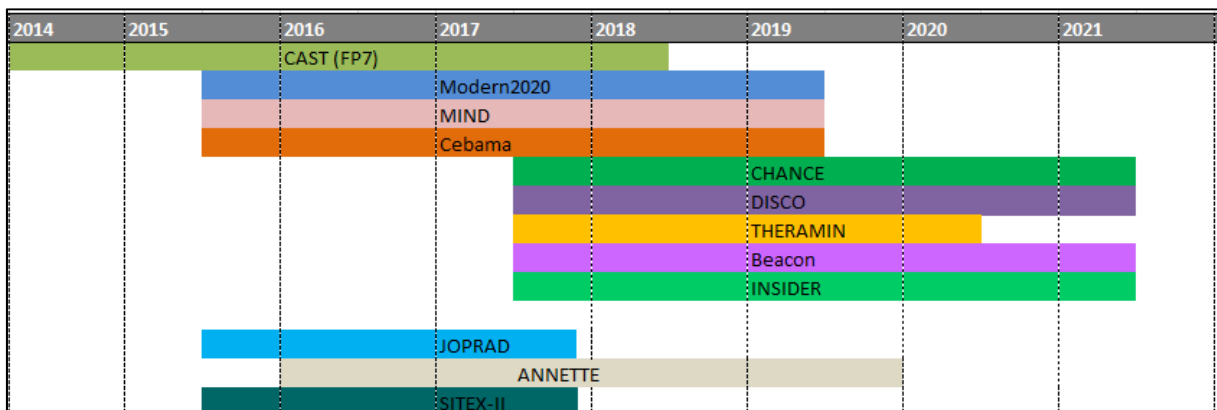 2014 2015 2016 2017 2018 2019 2020 2021
CAST (FP7)
Modern2020
MIND
Cebama
CHANCE
DISCO
THERAMIN
Beacon
INSIDER
JOPRAD
ANNETTE
SITEX-II